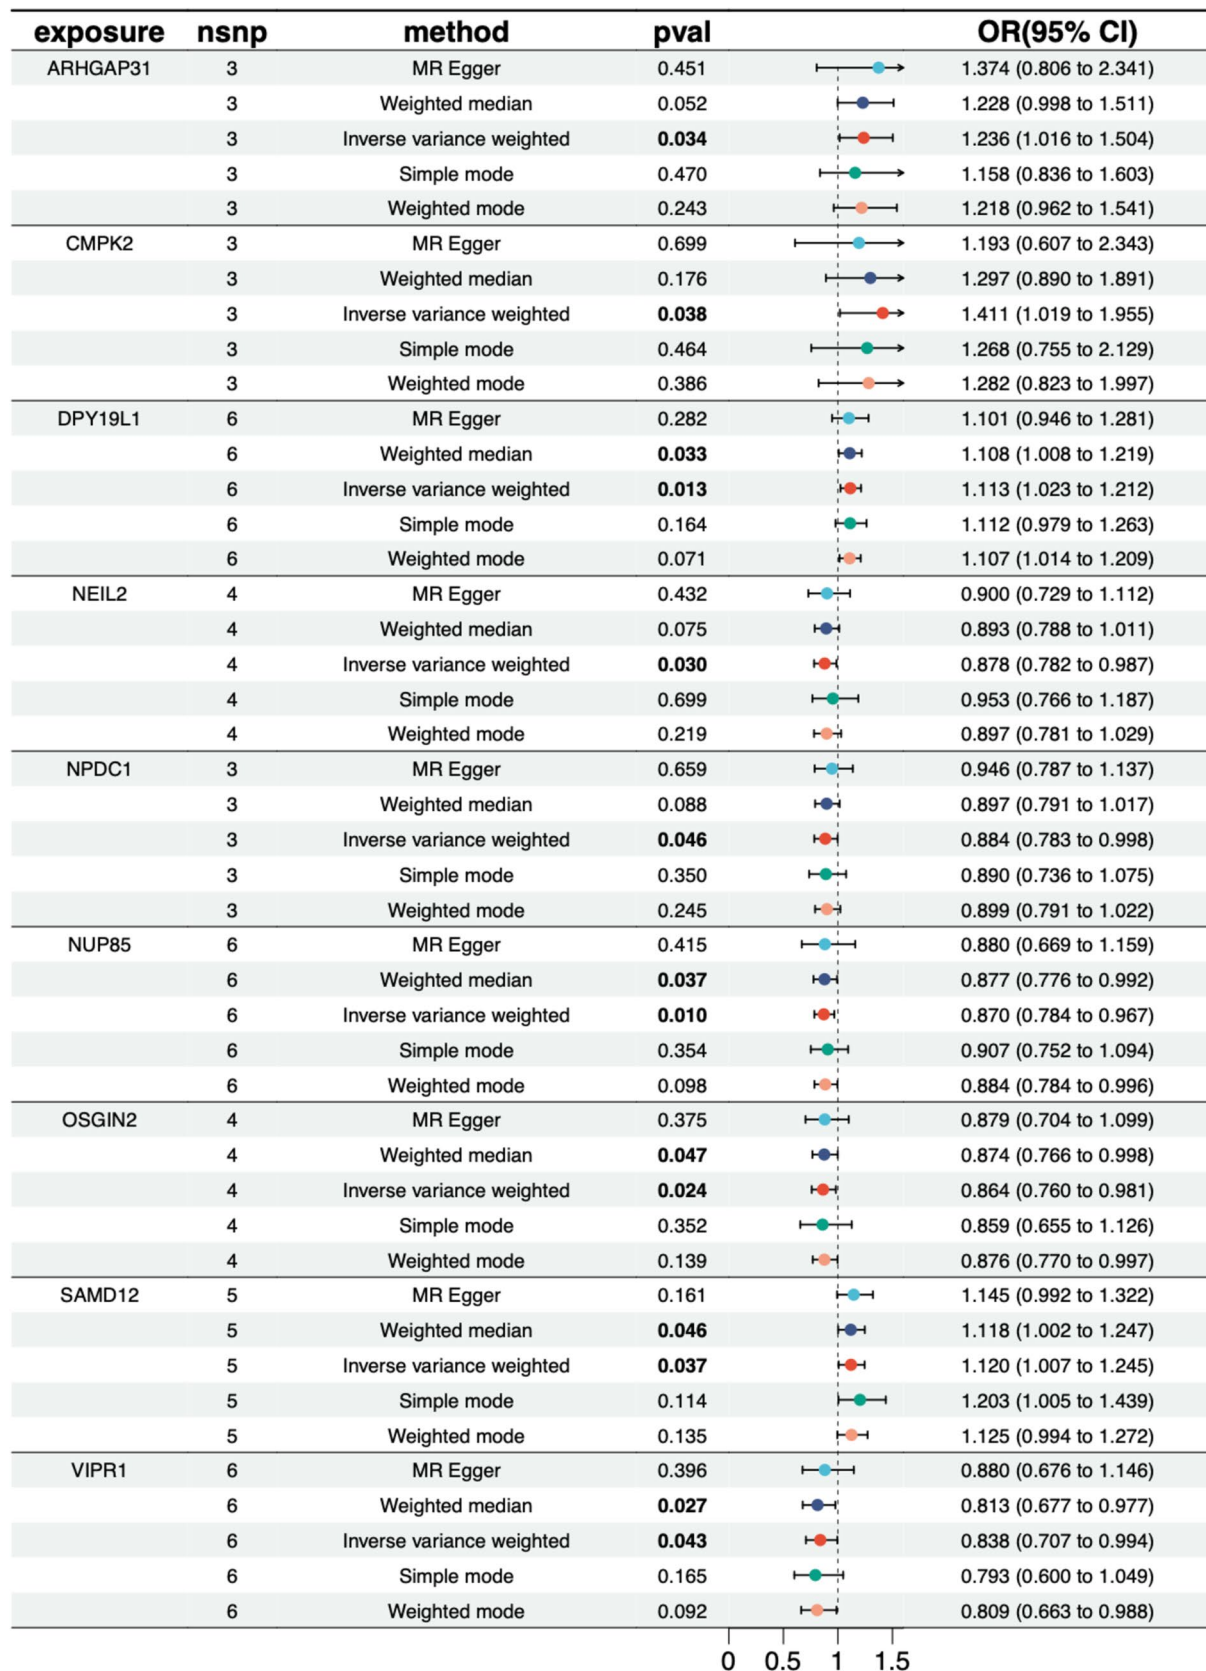 exposure nsnp method pval OR(95% CI)
ARHGAP31 3 MR Egger 0.451 1.374 (0.806 to 2.341)
3 Weighted median 0.052 1.228 (0.998 to 1.511)
3 Inverse variance weighted 0.034 1.236 (1.016 to 1.504)
3 Simple mode 0.470 1.158 (0.836 to 1.603)
3 Weighted mode 0.243 1.218 (0.962 to 1.541)
CMPK2 3 MR Egger 0.699 1.193 (0.607 to 2.343)
3 Weighted median 0.176 1.297 (0.890 to 1.891)
3 Inverse variance weighted 0.038 1.411 (1.019 to 1.955)
3 Simple mode 0.464 1.268 (0.755 to 2.129)
3 Weighted mode 0.386 1.282 (0.823 to 1.997)
DPY19L1 6 MR Egger 0.282 1.101 (0.946 to 1.281)
6 Weighted median 0.033 1.108 (1.008 to 1.219)
6 Inverse variance weighted 0.013 1.113 (1.023 to 1.212)
6 Simple mode 0.164 1.112 (0.979 to 1.263)
6 Weighted mode 0.071 1.107 (1.014 to 1.209)
NEIL2 4 MR Egger 0.432 0.900 (0.729 to 1.112)
4 Weighted median 0.075 0.893 (0.788 to 1.011)
4 Inverse variance weighted 0.030 0.878 (0.782 to 0.987)
4 Simple mode 0.699 0.953 (0.766 to 1.187)
4 Weighted mode 0.219 0.897 (0.781 to 1.029)
NPDC1 3 MR Egger 0.659 0.946 (0.787 to 1.137)
3 Weighted median 0.088 0.897 (0.791 to 1.017)
3 Inverse variance weighted 0.046 0.884 (0.783 to 0.998)
3 Simple mode 0.350 0.890 (0.736 to 1.075)
3 Weighted mode 0.245 0.899 (0.791 to 1.022)
NUP85 6 MR Egger 0.415 0.880 (0.669 to 1.159)
6 Weighted median 0.037 0.877 (0.776 to 0.992)
6 Inverse variance weighted 0.010 0.870 (0.784 to 0.967)
6 Simple mode 0.354 0.907 (0.752 to 1.094)
6 Weighted mode 0.098 0.884 (0.784 to 0.996)
OSGIN2 4 MR Egger 0.375 0.879 (0.704 to 1.099)
4 Weighted median 0.047 0.874 (0.766 to 0.998)
4 Inverse variance weighted 0.024 0.864 (0.760 to 0.981)
4 Simple mode 0.352 0.859 (0.655 to 1.126)
4 Weighted mode 0.139 0.876 (0.770 to 0.997)
SAMD12 5 MR Egger 0.161 1.145 (0.992 to 1.322)
5 Weighted median 0.046 1.118 (1.002 to 1.247)
5 Inverse variance weighted 0.037 1.120 (1.007 to 1.245)
5 Simple mode 0.114 1.203 (1.005 to 1.439)
5 Weighted mode 0.135 1.125 (0.994 to 1.272)
VIPR1 6 MR Egger 0.396 0.880 (0.676 to 1.146)
6 Weighted median 0.027 0.813 (0.677 to 0.977)
6 Inverse variance weighted 0.043 0.838 (0.707 to 0.994)
6 Simple mode 0.165 0.793 (0.600 to 1.049)
6 Weighted mode 0.092 0.809 (0.663 to 0.988)
0 0.5 1 1.5